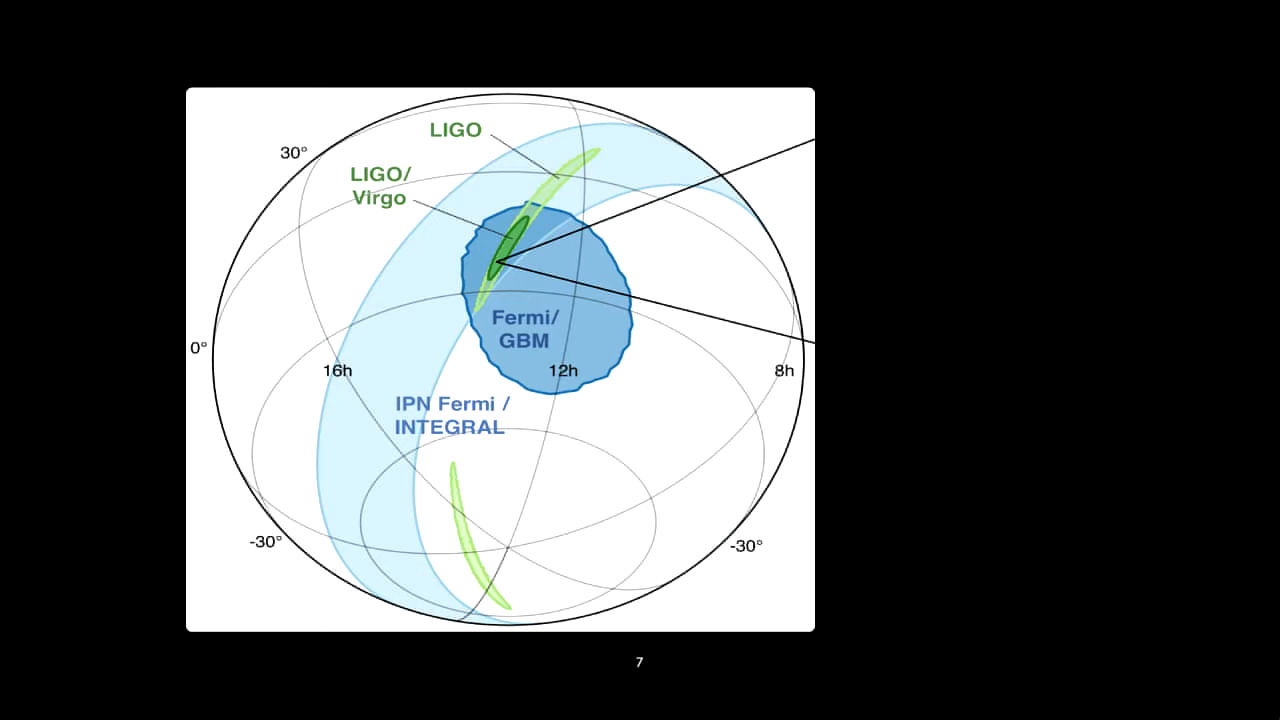 LIGO
30°
LIGO/
Virgo
Fermi/
GBM
0°
16h
12h
8h
IPN Fermi /
INTEGRAL
-30°
-30°
7